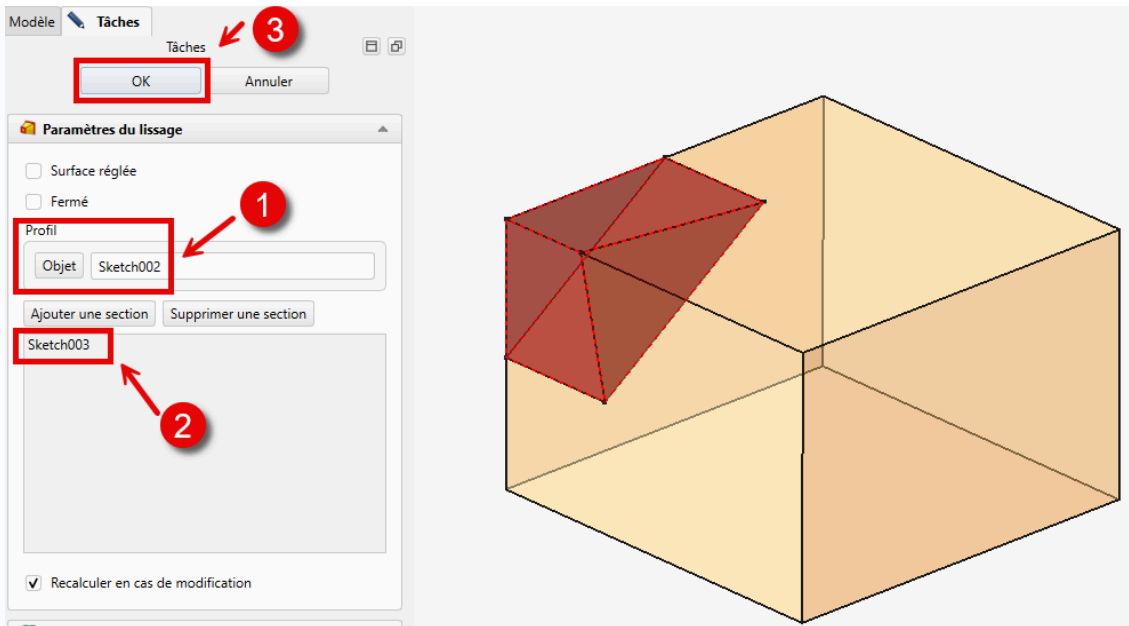 Modèle Tâches
Tâches
3
OK Annuler
Paramètres du lissage
Surface réglée
Fermé
1
Profil
Objet Sketch002
Ajouter une section Supprimer une section
Sketch003
2
Recalculer en cas de modification